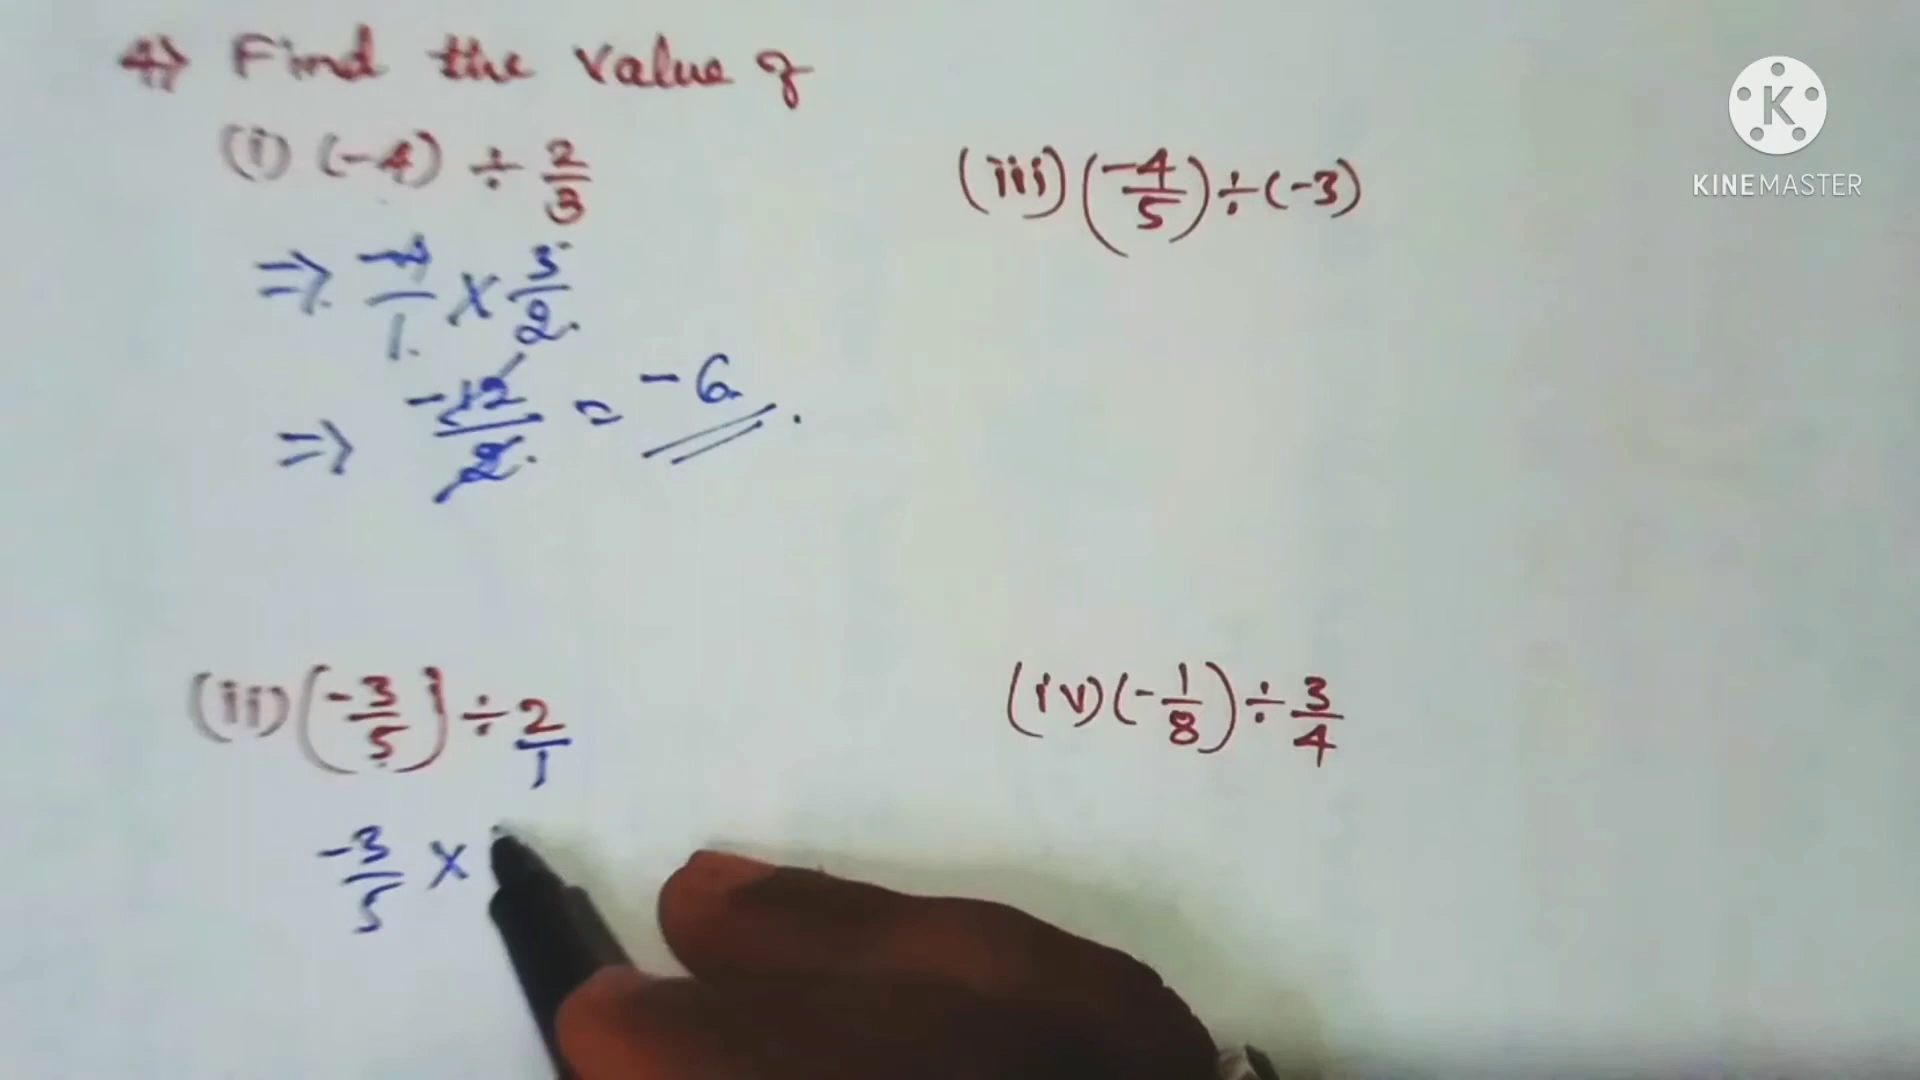 4) Find the value of
(i) (-4) ÷ 2/3
⇒ -4/1 × 3/2
⇒ -12/2 = -6
(ii) (-3/5) ÷ 2/1
-3/5 ×
(iii) (-4/5) ÷ (-3)
(iv) (-1/8) ÷ 3/4
K
KINEMASTER